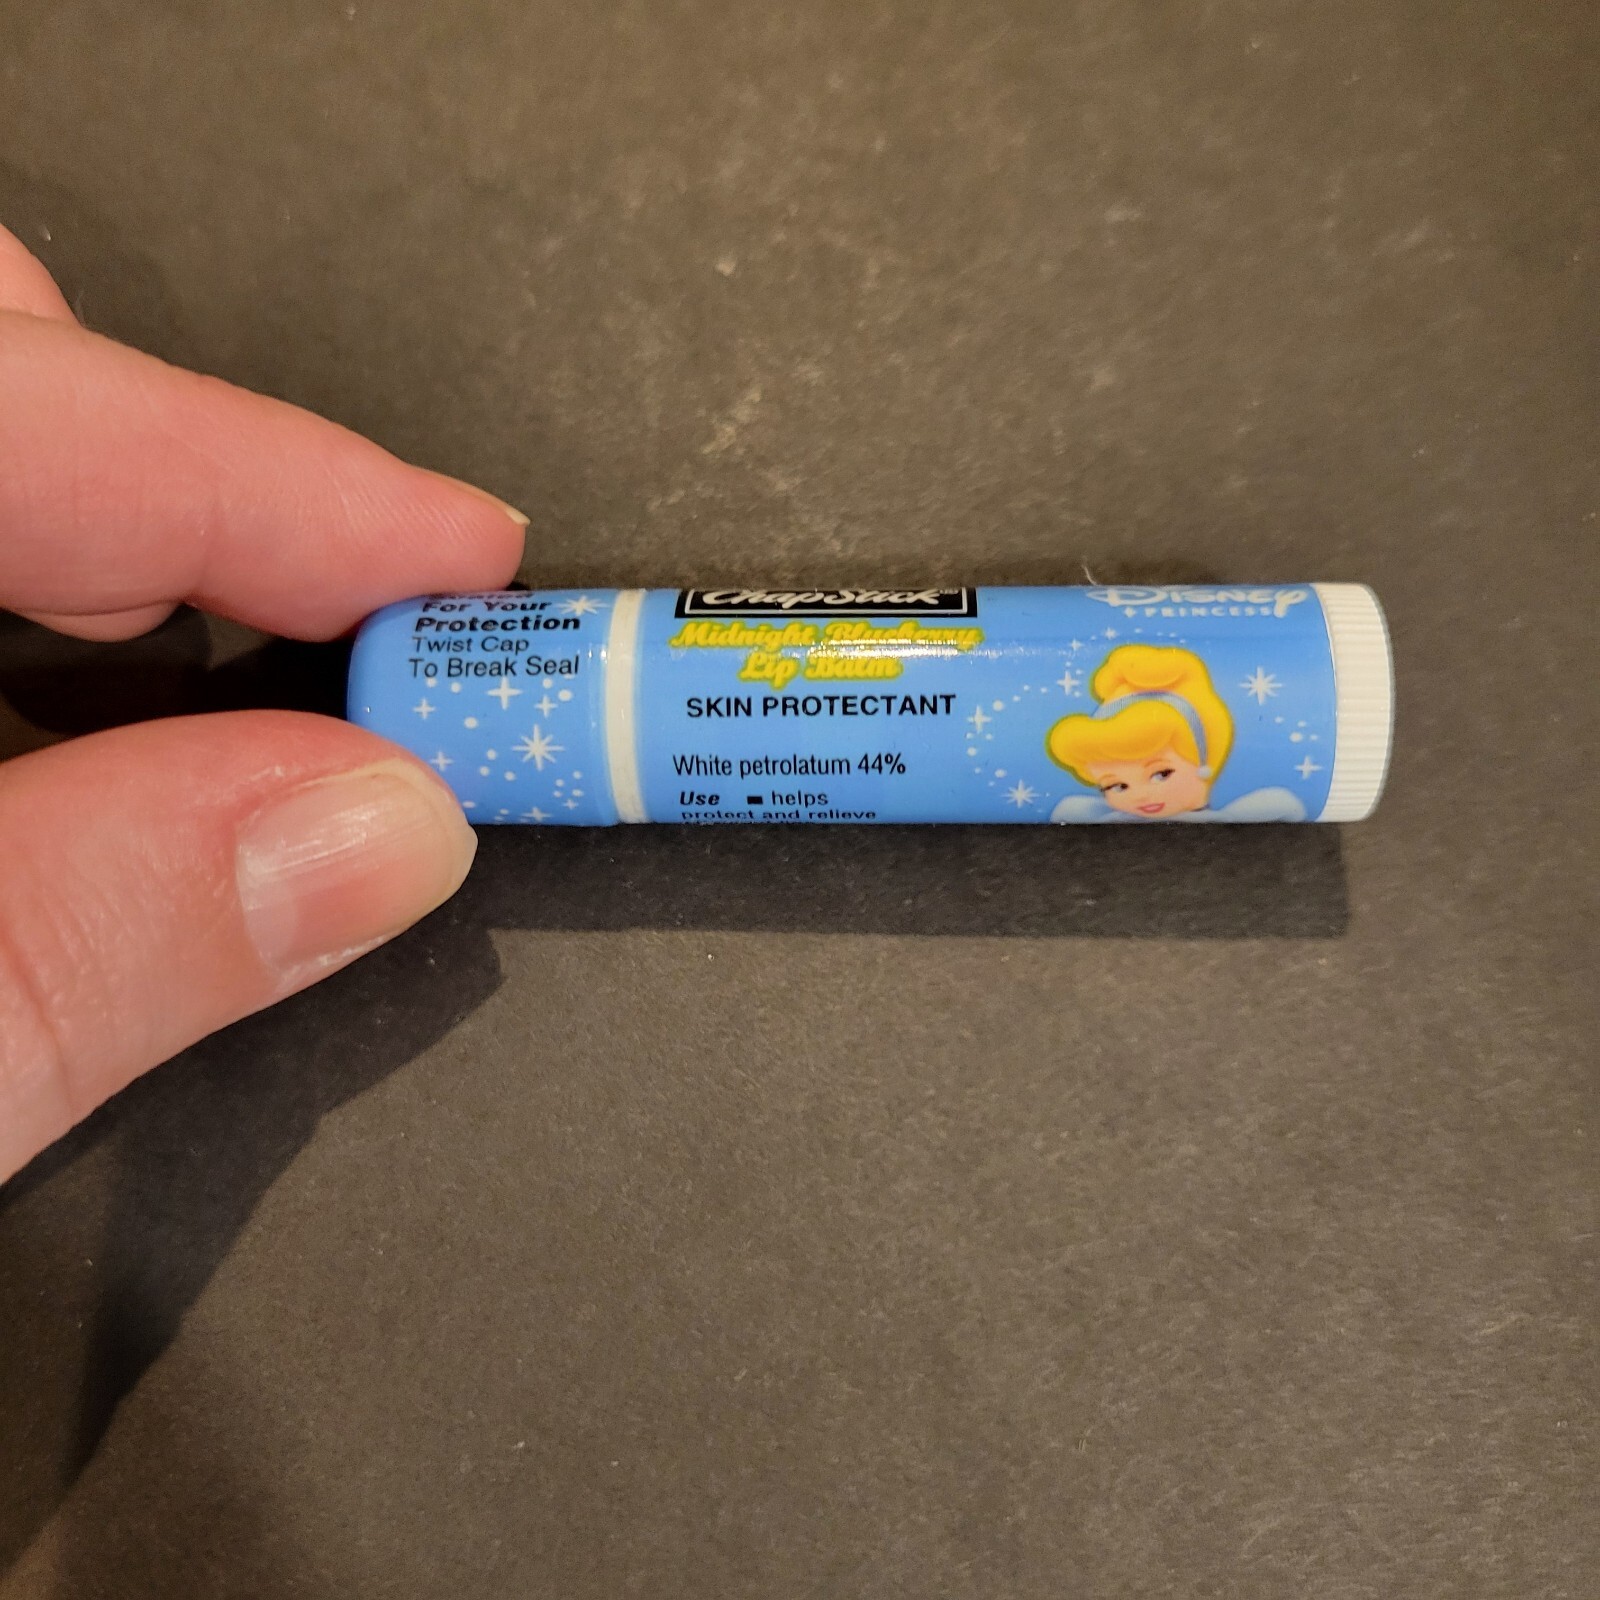 For Your
Protection
Twist Cap
To Break Seal
ChapStick
Midnight Blueberry
Lip Balm
SKIN PROTECTANT
White petrolatum 44%
Use ■ helps
protect and relieve
Disney
PRINCESS